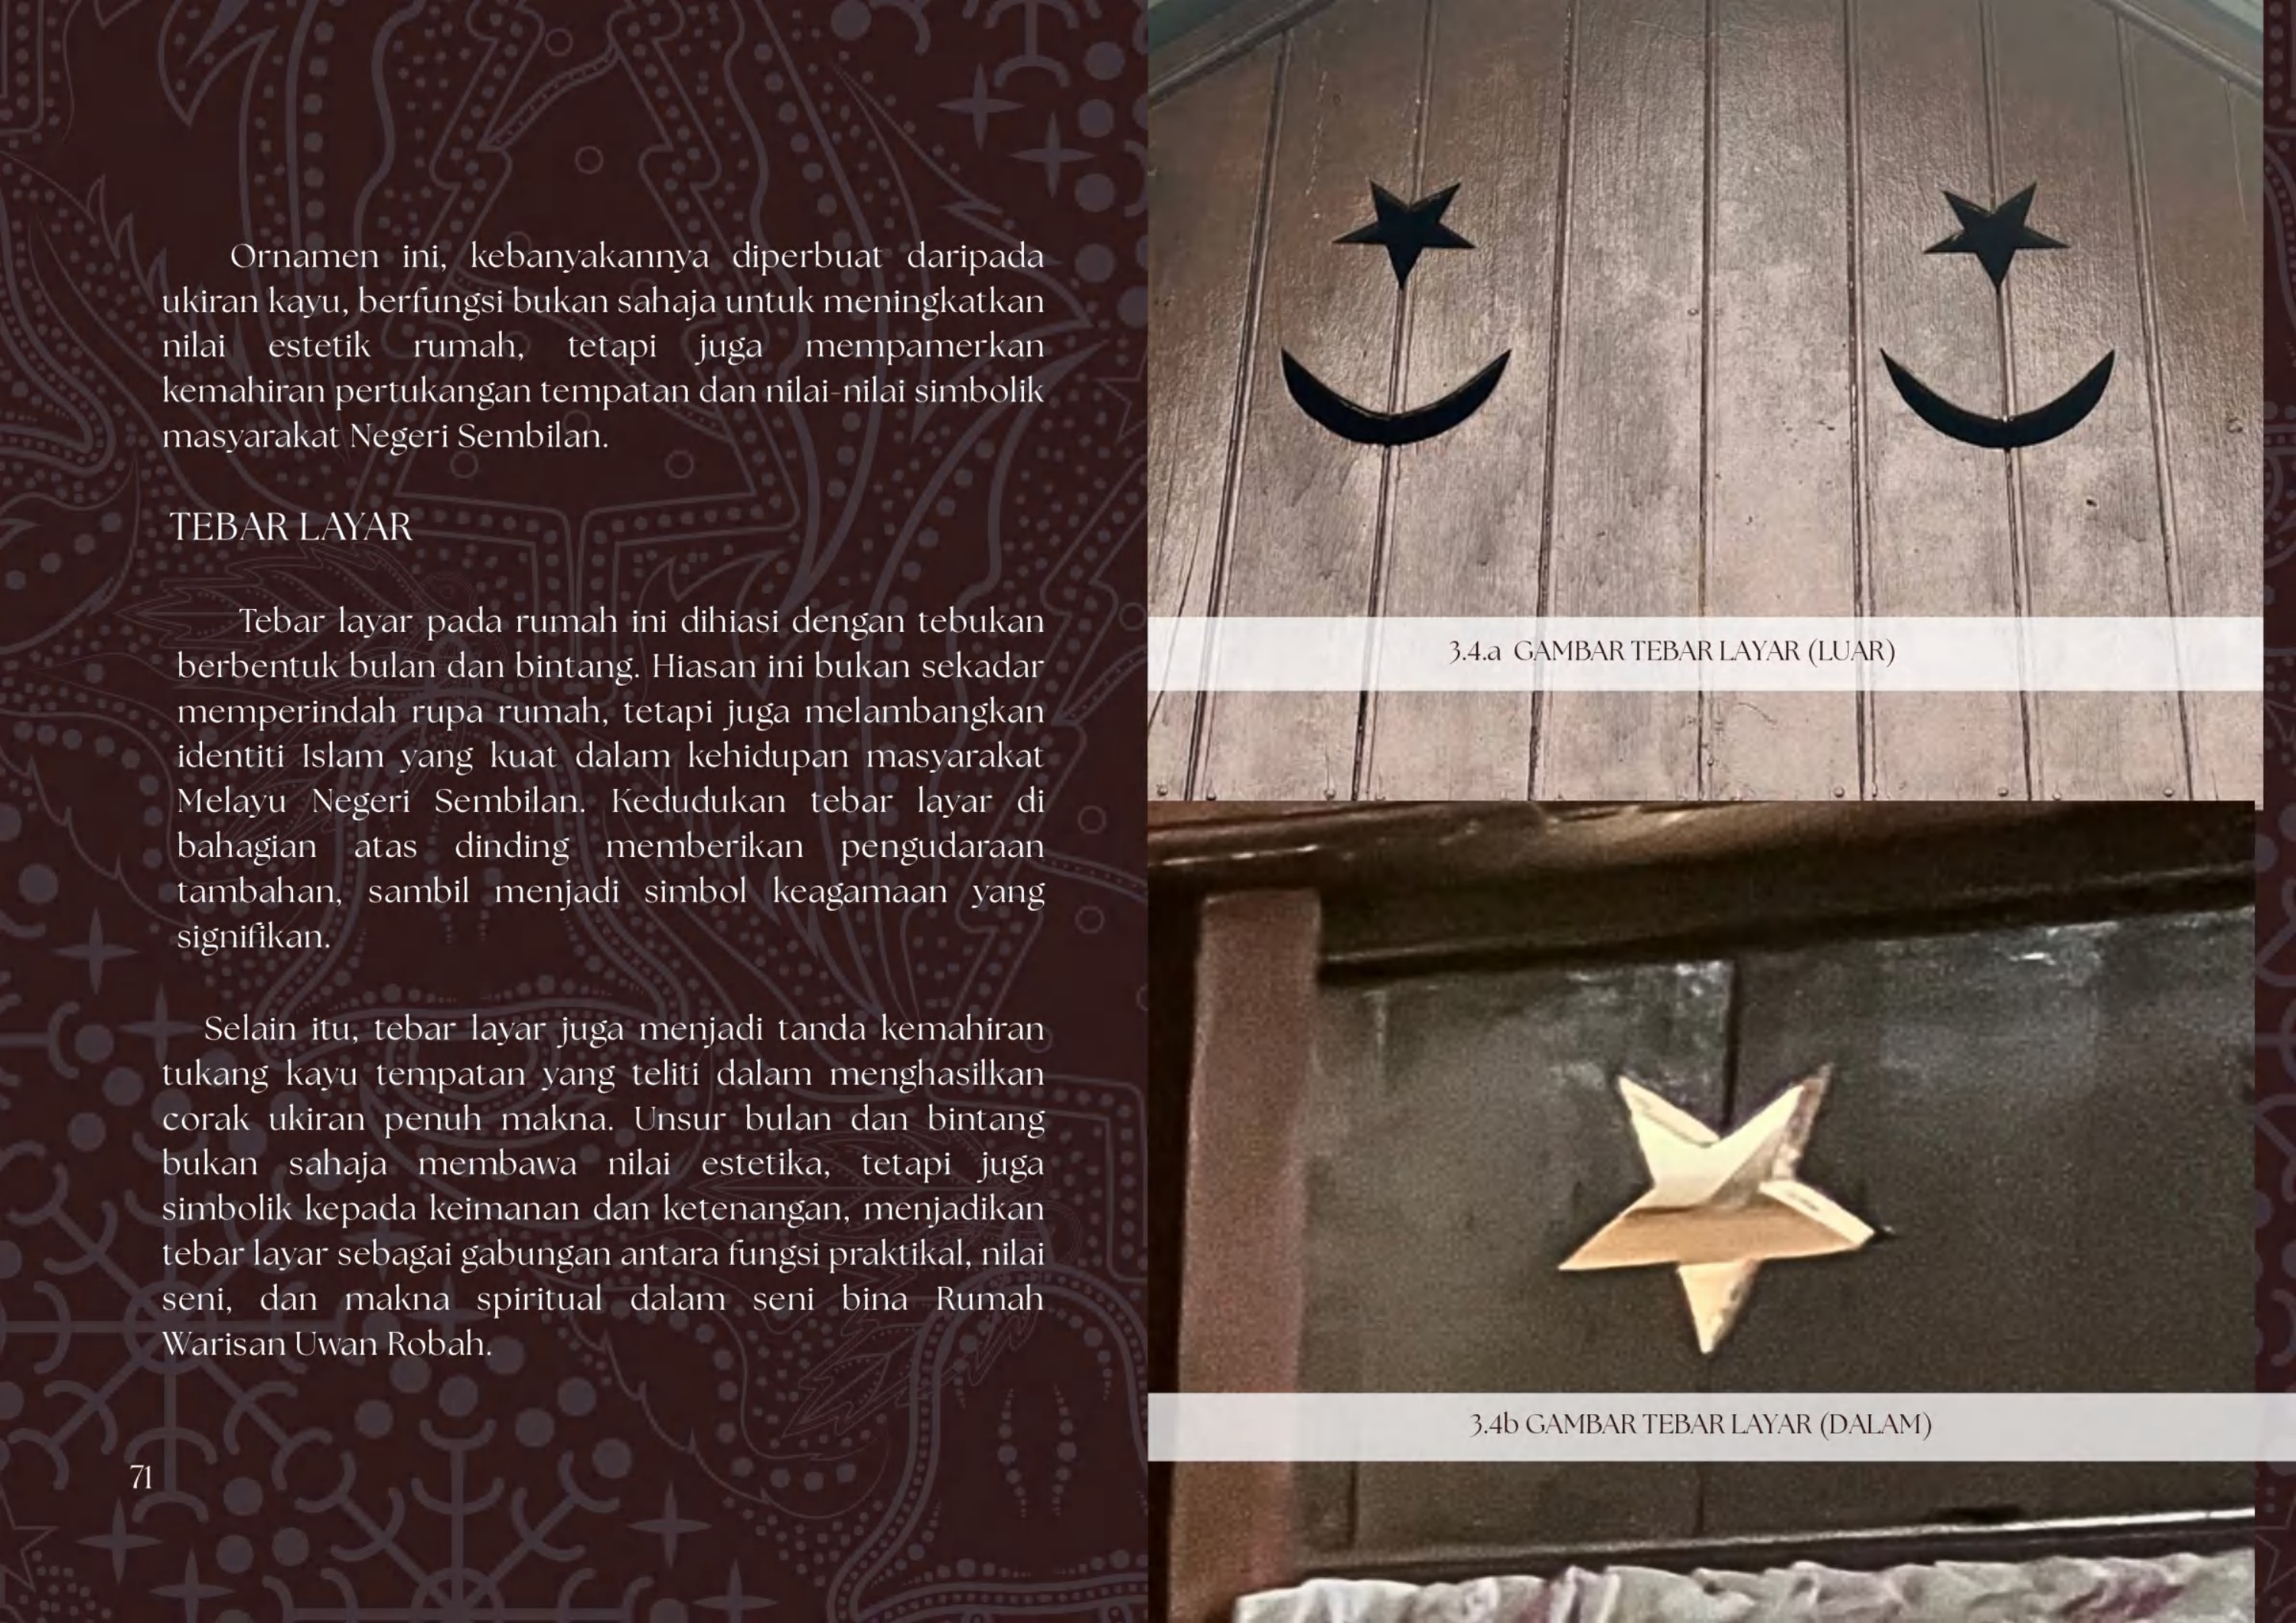 Ornamen ini, kebanyakannya diperbuat daripada
ukiran kayu, berfungsi bukan sahaja untuk meningkatkan
nilai estetik rumah, tetapi juga mempamerkan
kemahiran pertukangan tempatan dan nilai-nilai simbolik
masyarakat Negeri Sembilan.
TEBAR LAYAR
Tebar layar pada rumah ini dihiasi dengan tebukan
berbentuk bulan dan bintang. Hiasan ini bukan sekadar
memperindah rupa rumah, tetapi juga melambangkan
identiti Islam yang kuat dalam kehidupan masyarakat
Melayu Negeri Sembilan. Kedudukan tebar layar di
bahagian atas dinding memberikan pengudaraan
tambahan, sambil menjadi simbol keagamaan yang
signifikan.
Selain itu, tebar layar juga menjadi tanda kemahiran
tukang kayu tempatan yang teliti dalam menghasilkan
corak ukiran penuh makna. Unsur bulan dan bintang
bukan sahaja membawa nilai estetika, tetapi juga
simbolik kepada keimanan dan ketenangan, menjadikan
tebar layar sebagai gabungan antara fungsi praktikal, nilai
seni, dan makna spiritual dalam seni bina Rumah
Warisan Uwan Robah.
71
3.4.a GAMBAR TEBAR LAYAR (LUAR)
3.4b GAMBAR TEBAR LAYAR (DALAM)